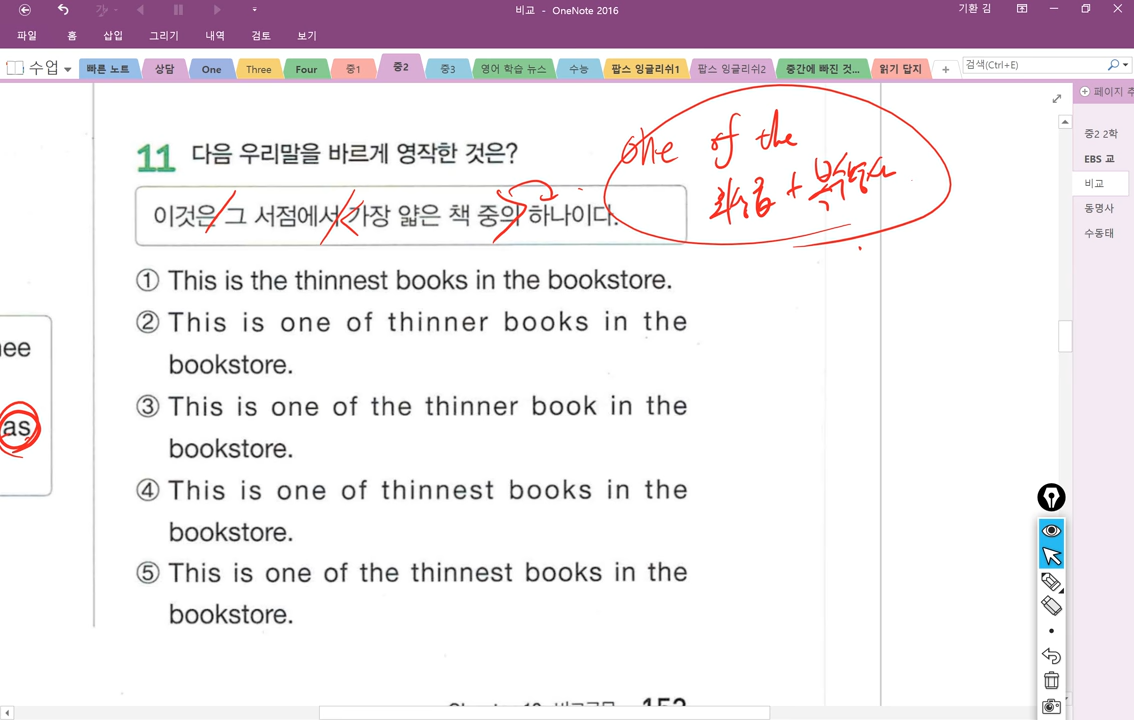 비교 - OneNote 2016
기환 김
파일 홈 삽입 그리기 내역 검토 보기
수업 빠른 노트 상담 One Three Four 중1 중2 중3 영어 학습 뉴스 수능 팝스 잉글리쉬1 팝스 잉글리쉬2 중간에 빠진 것... 읽기 답지 + 검색(Ctrl+E)
페이지 추
중2 2학
EBS 교
비교
동명사
수동태
one of the
최상급 + 복수명사
11 다음 우리말을 바르게 영작한 것은?
이것은 그 서점에서 가장 얇은 책 중의 하나이다.
① This is the thinnest books in the bookstore.
② This is one of thinner books in the
bookstore.
③ This is one of the thinner book in the
bookstore.
④ This is one of thinnest books in the
bookstore.
⑤ This is one of the thinnest books in the
bookstore.
nee
as